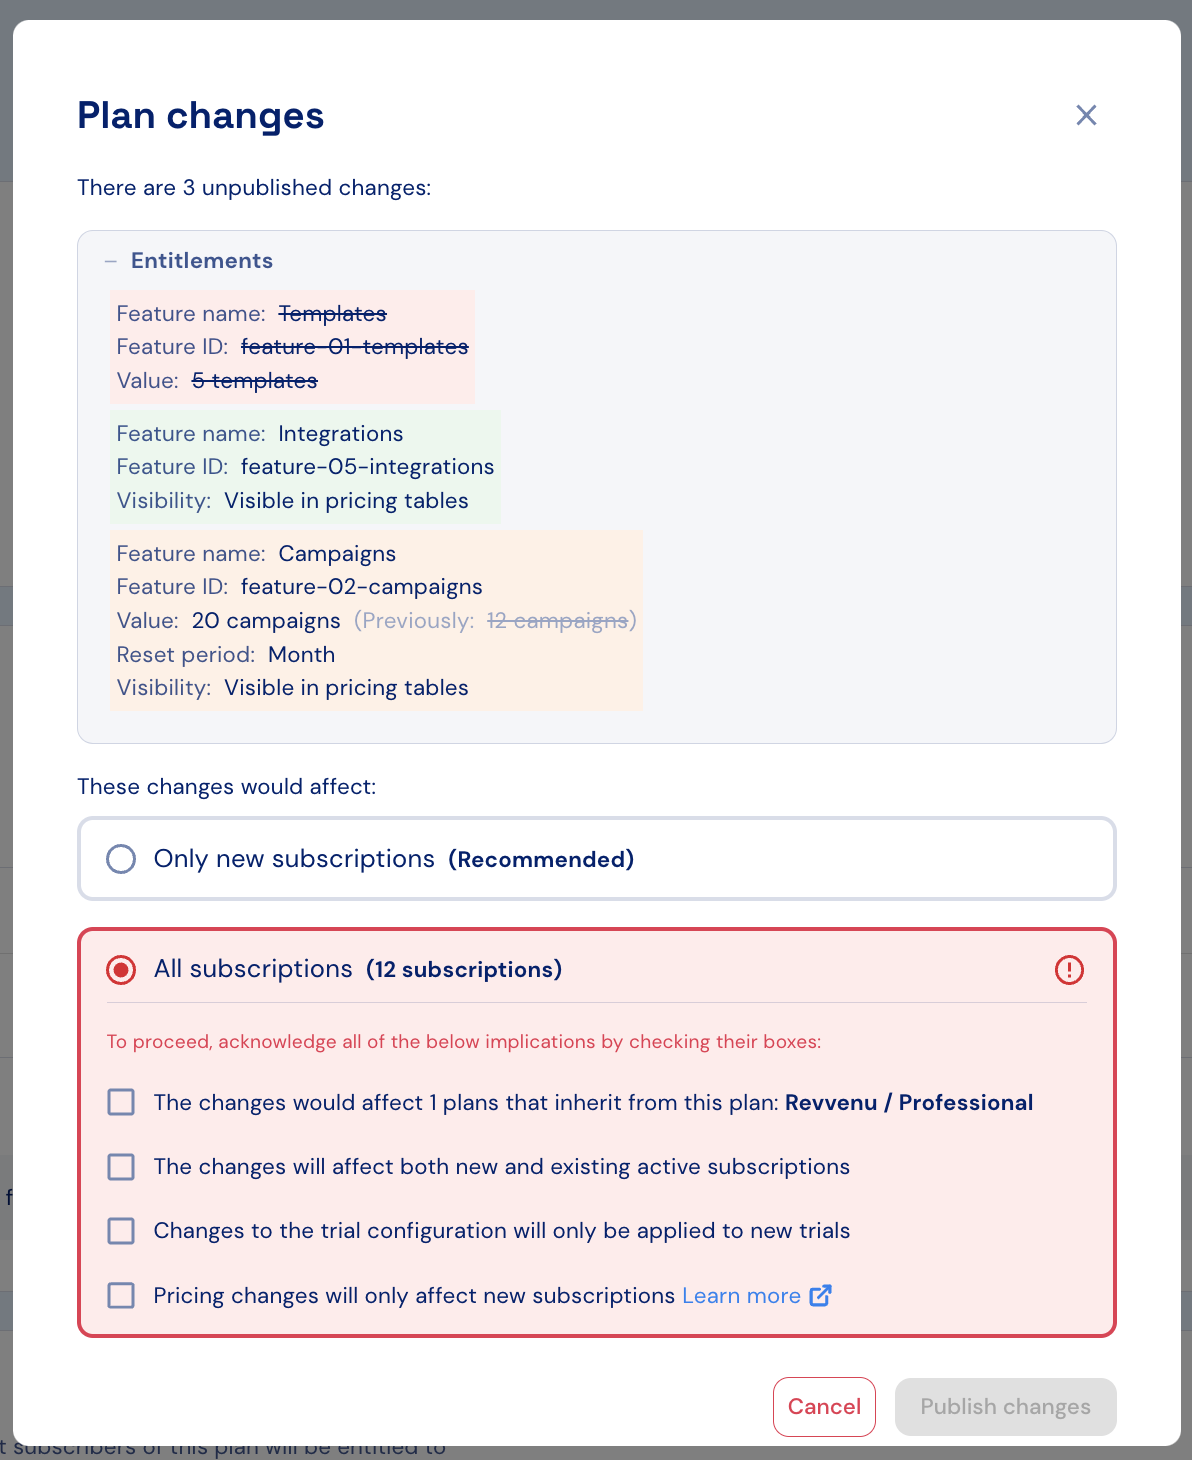 Plan changes
There are 3 unpublished changes:
– Entitlements
Feature name: Templates
Feature ID: feature-01-templates
Value: 5 templates
Feature name: Integrations
Feature ID: feature-05-integrations
Visibility: Visible in pricing tables
Feature name: Campaigns
Feature ID: feature-02-campaigns
Value: 20 campaigns (Previously: 12 campaigns)
Reset period: Month
Visibility: Visible in pricing tables
These changes would affect:
Only new subscriptions (Recommended)
All subscriptions (12 subscriptions)
To proceed, acknowledge all of the below implications by checking their boxes:
The changes would affect 1 plans that inherit from this plan: Revvenu / Professional
The changes will affect both new and existing active subscriptions
Changes to the trial configuration will only be applied to new trials
Pricing changes will only affect new subscriptions Learn more
Cancel
Publish changes
t subscribers of this plan will be entitled to